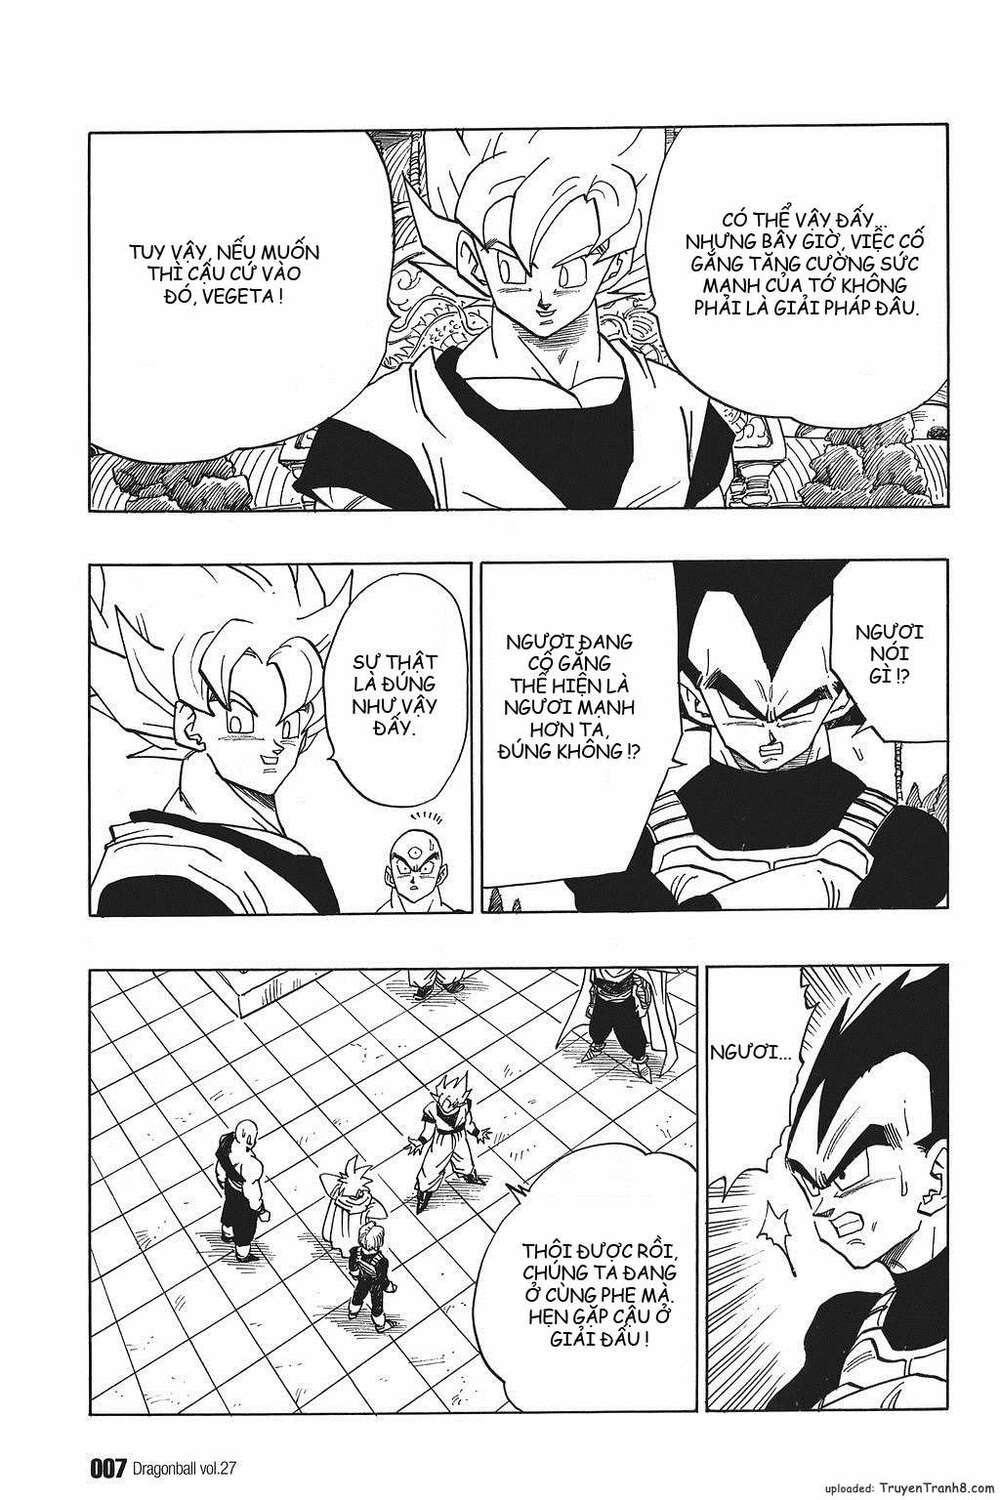 CÓ THỂ VẬY ĐẤY...
NHƯNG BÂY GIỜ, VIỆC CỐ
GẮNG TĂNG CƯỜNG SỨC
MẠNH CỦA TỚ KHÔNG
PHẢI LÀ GIẢI PHÁP ĐÂU.
TUY VẬY, NẾU MUỐN
THÌ CẬU CỨ VÀO
ĐÓ, VEGETA !
NGƯƠI
NÓI
GÌ !?
NGƯƠI ĐANG
CỐ GẮNG
THỂ HIỆN LÀ
NGƯƠI MẠNH
HƠN TA,
ĐÚNG KHÔNG !?
SỰ THẬT
LÀ ĐÚNG
NHƯ VẬY
ĐẤY.
NGƯƠI...
THÔI ĐƯỢC RỒI,
CHÚNG TA ĐANG
Ở CÙNG PHE MÀ.
HẸN GẶP CẬU Ở
GIẢI ĐẤU !
007 Dragonball vol.27
uploaded: TruyenTranh8.com